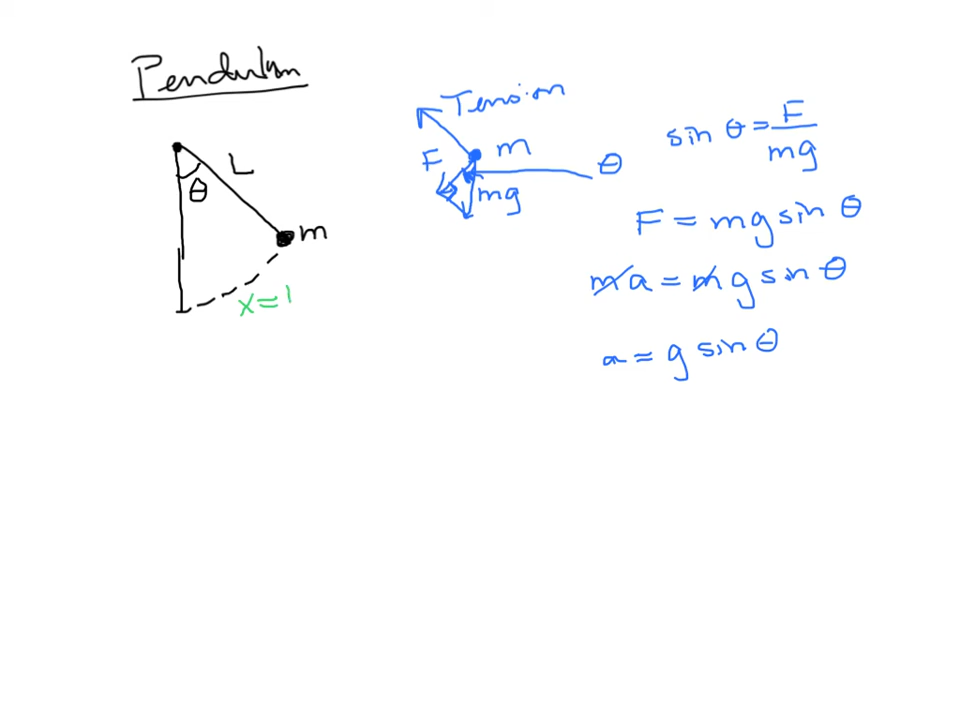 Pendulum
L
θ
m
x=1
Tension
F
m
θ
mg
sin θ = F/mg
F = mg sin θ
ma = mg sin θ
a = g sin θ